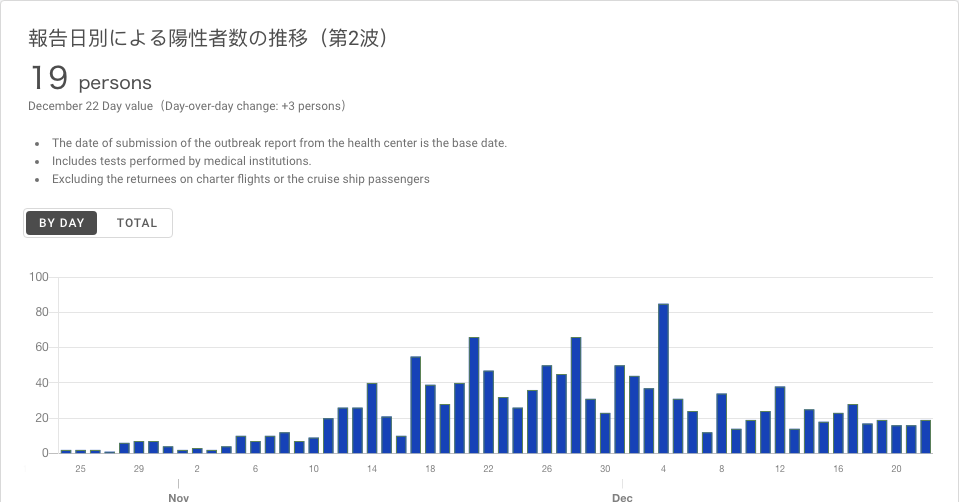 報告日別による陽性者数の推移（第2波）
19 persons
December 22 Day value（Day-over-day change: +3 persons）
The date of submission of the outbreak report from the health center is the base date.
Includes tests performed by medical institutions.
Excluding the returnees on charter flights or the cruise ship passengers
BY DAY TOTAL
100
80
60
40
20
0
25 29 2 6 10 14 18 22 26 30 4 8 12 16 20
Nov Dec